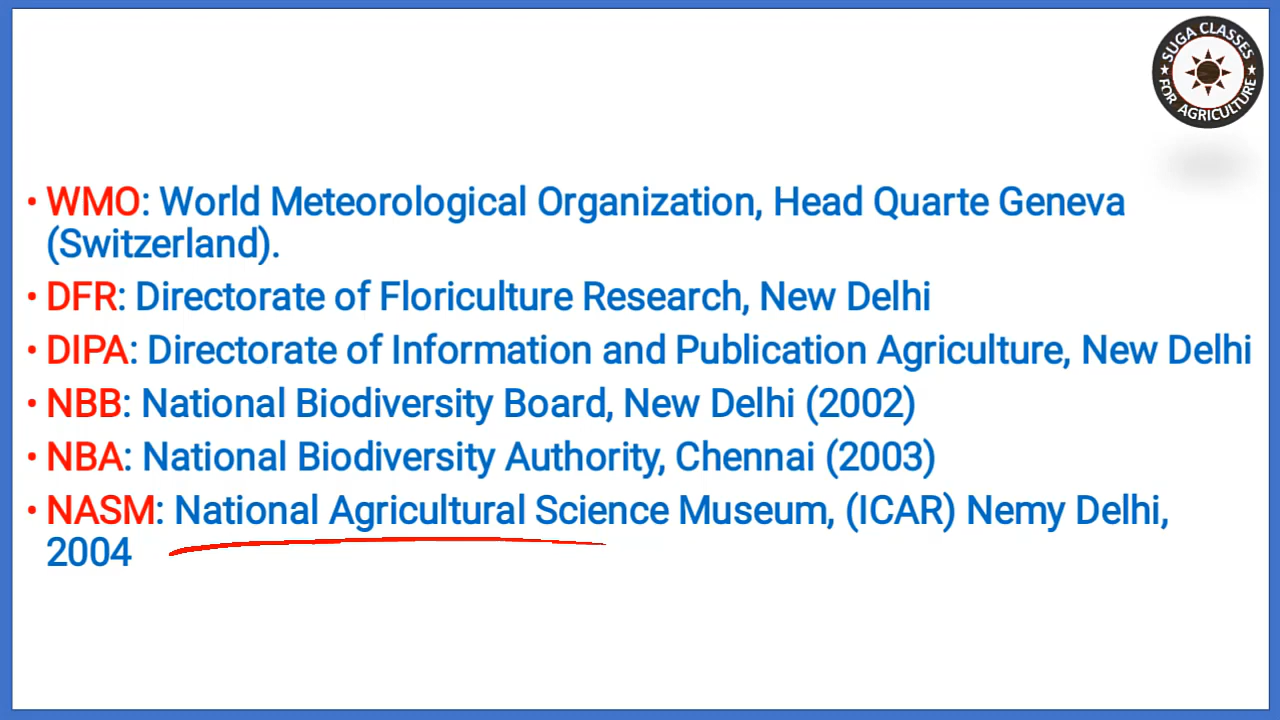 SUGA CLASSES
FOR AGRICULTURE
• WMO: World Meteorological Organization, Head Quarte Geneva
(Switzerland).
• DFR: Directorate of Floriculture Research, New Delhi
• DIPA: Directorate of Information and Publication Agriculture, New Delhi
• NBB: National Biodiversity Board, New Delhi (2002)
• NBA: National Biodiversity Authority, Chennai (2003)
• NASM: National Agricultural Science Museum, (ICAR) Nemy Delhi,
2004